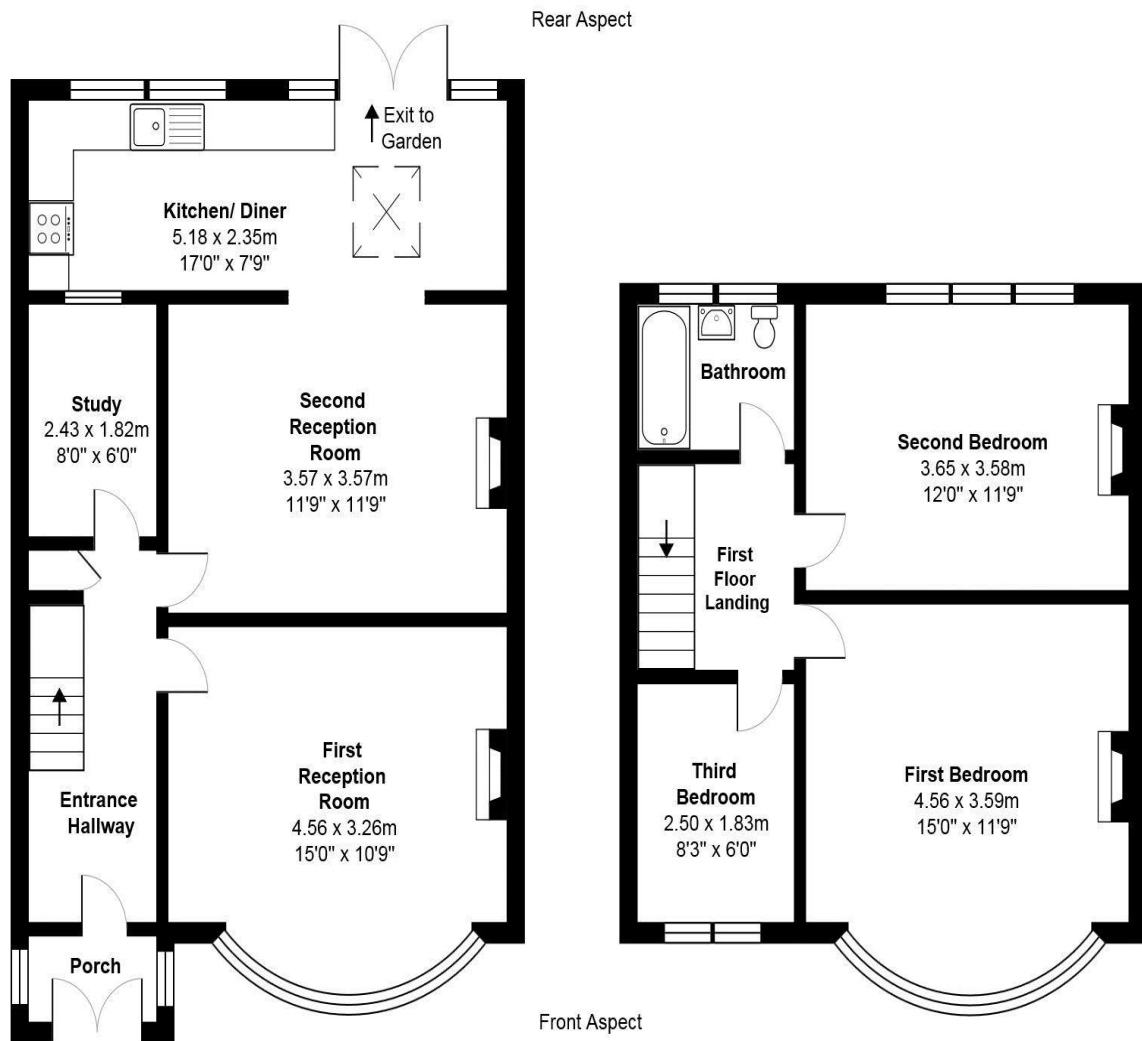 Rear Aspect
Exit to
Garden
Kitchen/ Diner
5.18 x 2.35m
17'0" x 7'9"
Study
2.43 x 1.82m
8'0" x 6'0"
Second
Reception
Room
3.57 x 3.57m
11'9" x 11'9"
First
Reception
Room
4.56 x 3.26m
15'0" x 10'9"
Entrance
Hallway
Porch
Bathroom
Second Bedroom
3.65 x 3.58m
12'0" x 11'9"
First
Floor
Landing
Third
Bedroom
2.50 x 1.83m
8'3" x 6'0"
First Bedroom
4.56 x 3.59m
15'0" x 11'9"
Front Aspect